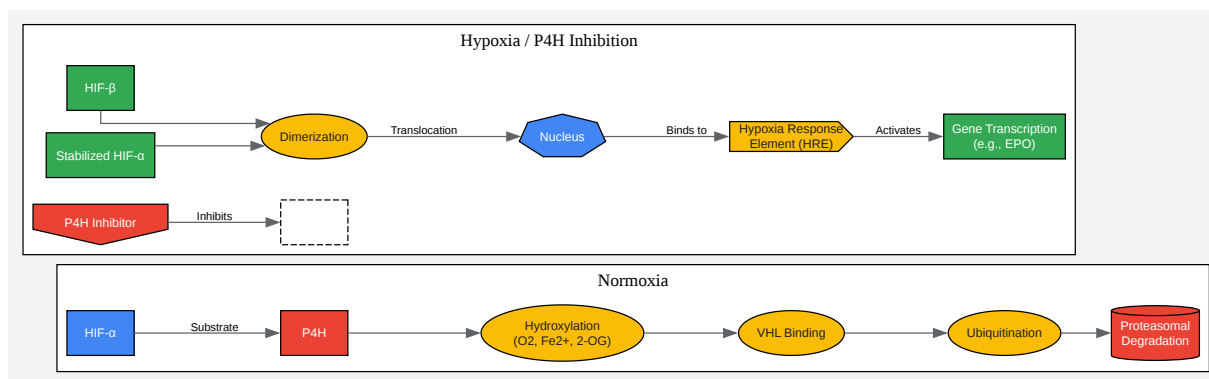 Hypoxia / P4H Inhibition
HIF-β
Stabilized HIF-α
Dimerization
Translocation
Nucleus
Binds to
Hypoxia Response
Element (HRE)
Activates
Gene Transcription
(e.g., EPO)
P4H Inhibitor
Inhibits
Normoxia
HIF-α
Substrate
P4H
Hydroxylation
(O2, Fe2+, 2-OG)
VHL Binding
Ubiquitination
Proteasomal
Degradation